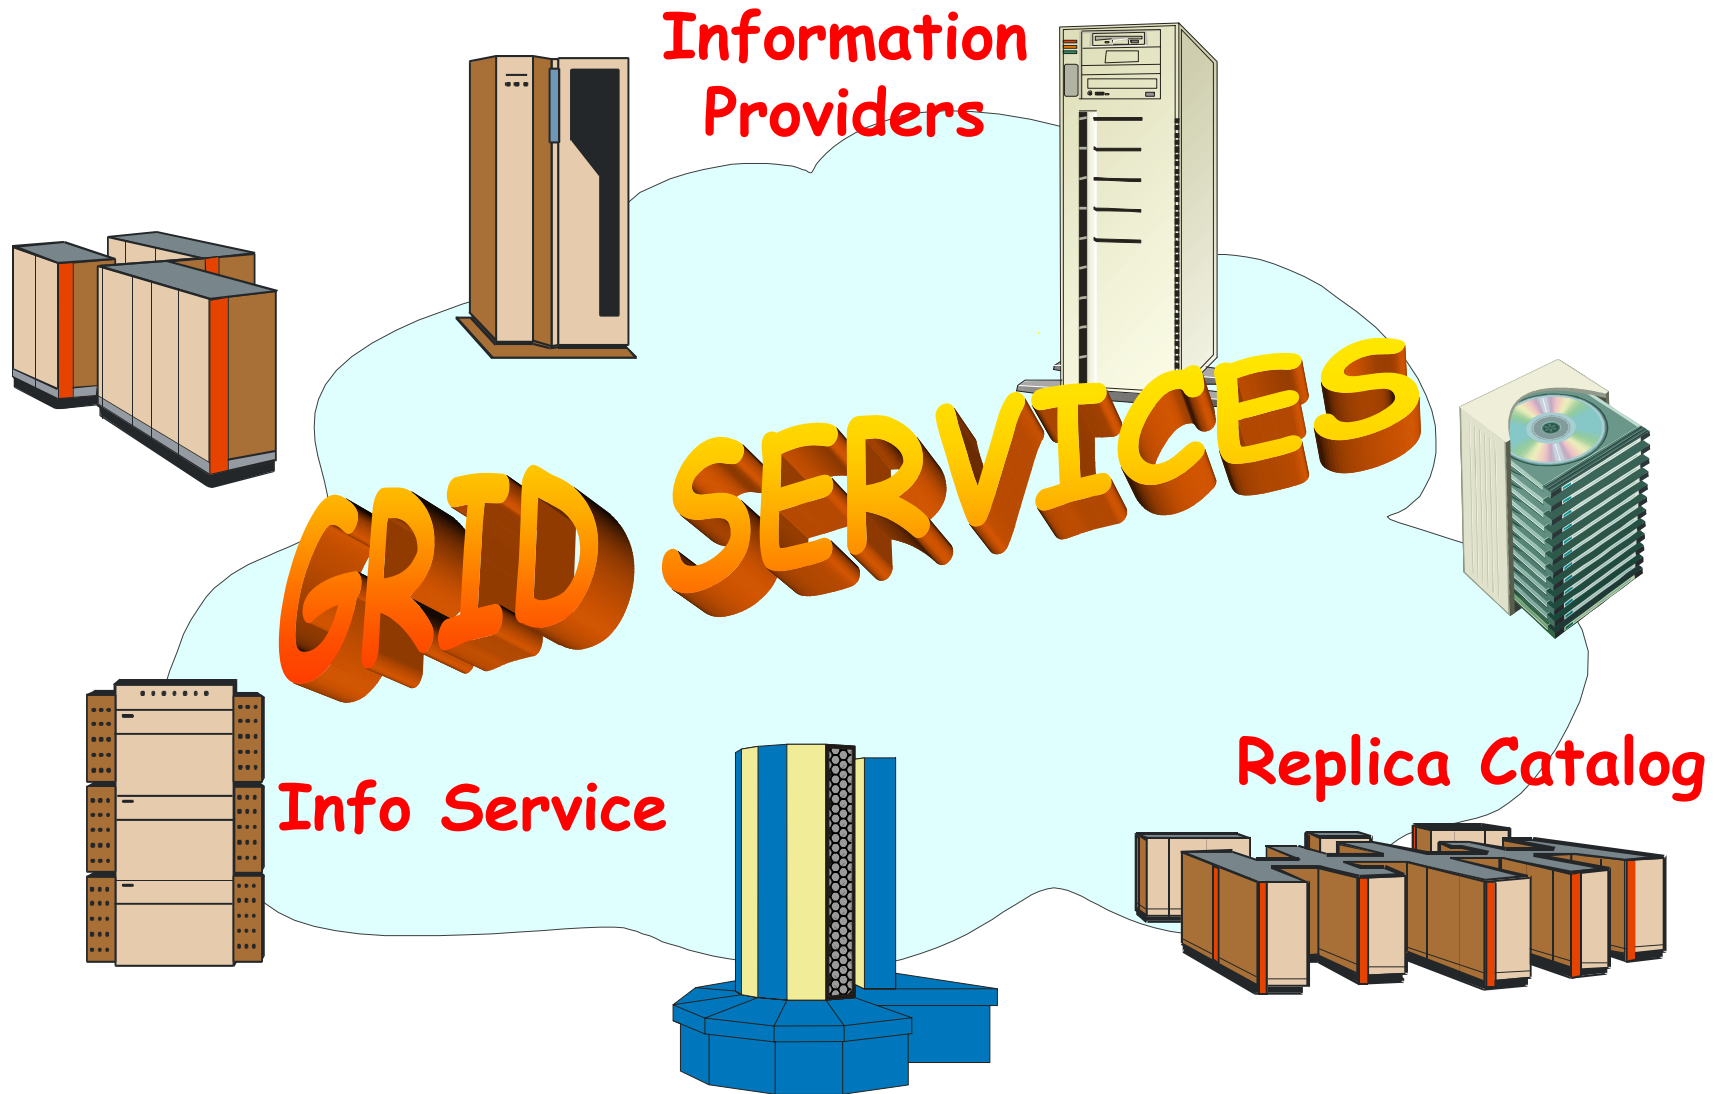 Information
Providers
GRID SERVICES
Replica Catalog
Info Service